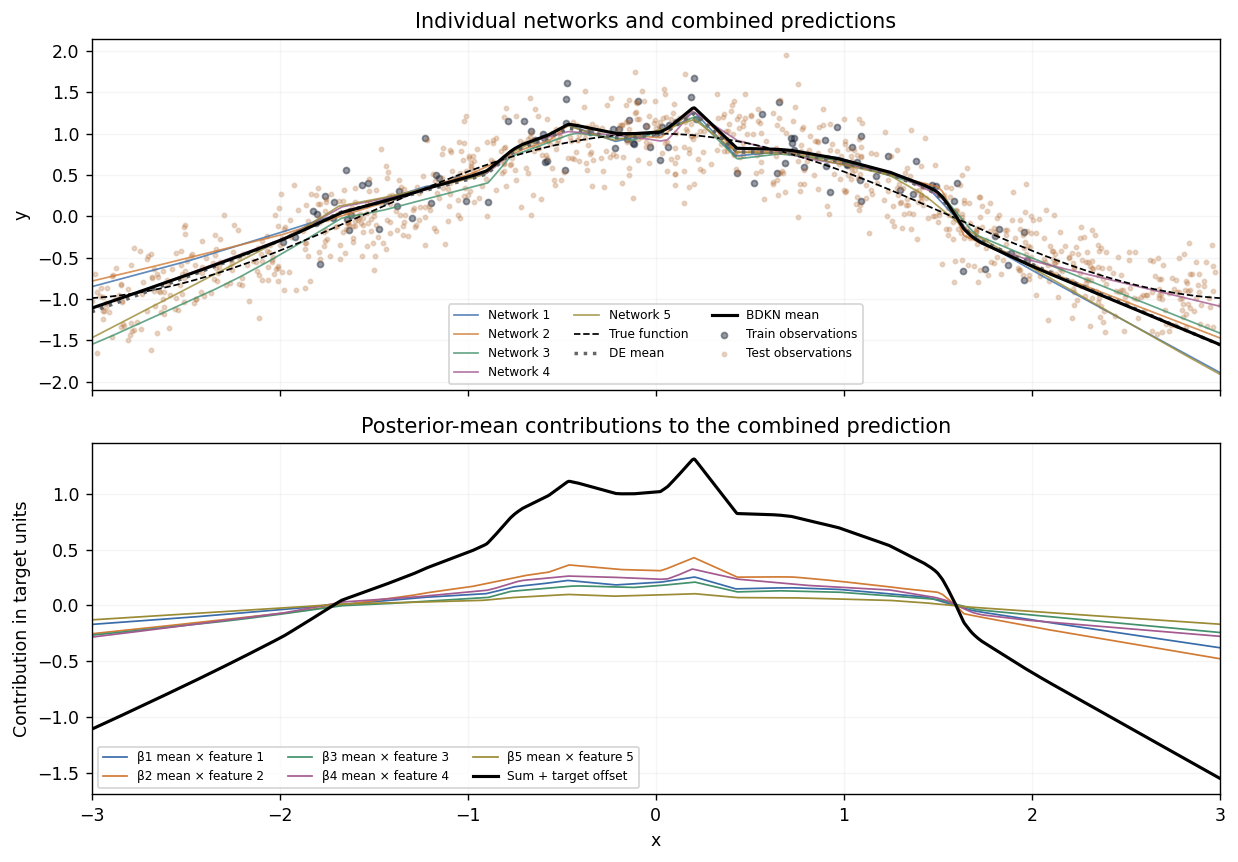 Individual networks and combined predictions
2.0
1.5
1.0
0.5
0.0
−0.5
−1.0
−1.5
−2.0
y
Network 1
Network 2
Network 3
Network 4
Network 5
True function
DE mean
BDKN mean
Train observations
Test observations
Posterior-mean contributions to the combined prediction
1.0
0.5
0.0
−0.5
−1.0
−1.5
Contribution in target units
β1 mean × feature 1
β2 mean × feature 2
β3 mean × feature 3
β4 mean × feature 4
β5 mean × feature 5
Sum + target offset
−3
−2
−1
0
1
2
3
x